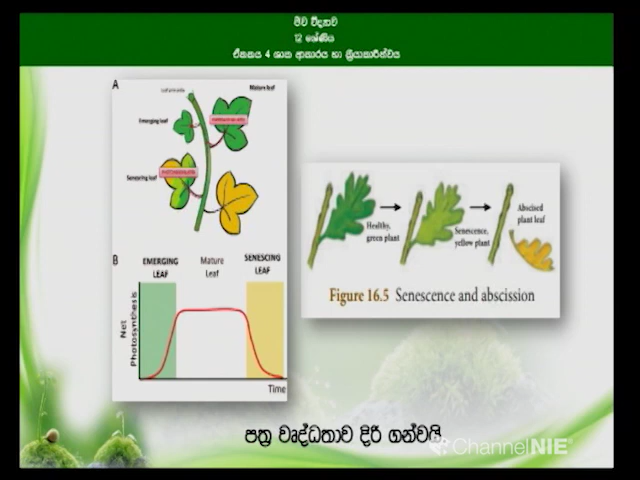 ජීව විද්‍යාව
12 ශ්‍රේණිය
ඒකකය 4 ශාක ආකාරය හා ක්‍රියාකාරීත්වය
A
Mature leaf
Emerging leaf
Senescing leaf
B
EMERGING LEAF
Mature Leaf
SENESCING LEAF
Net Photosynthesis
Time
Healthy, green plant
Senescence, yellow plant
Abscised plant leaf
Figure 16.5 Senescence and abscission
පත්‍ර වෘද්ධතාව දිරි ගන්වයි
ChannelNIE